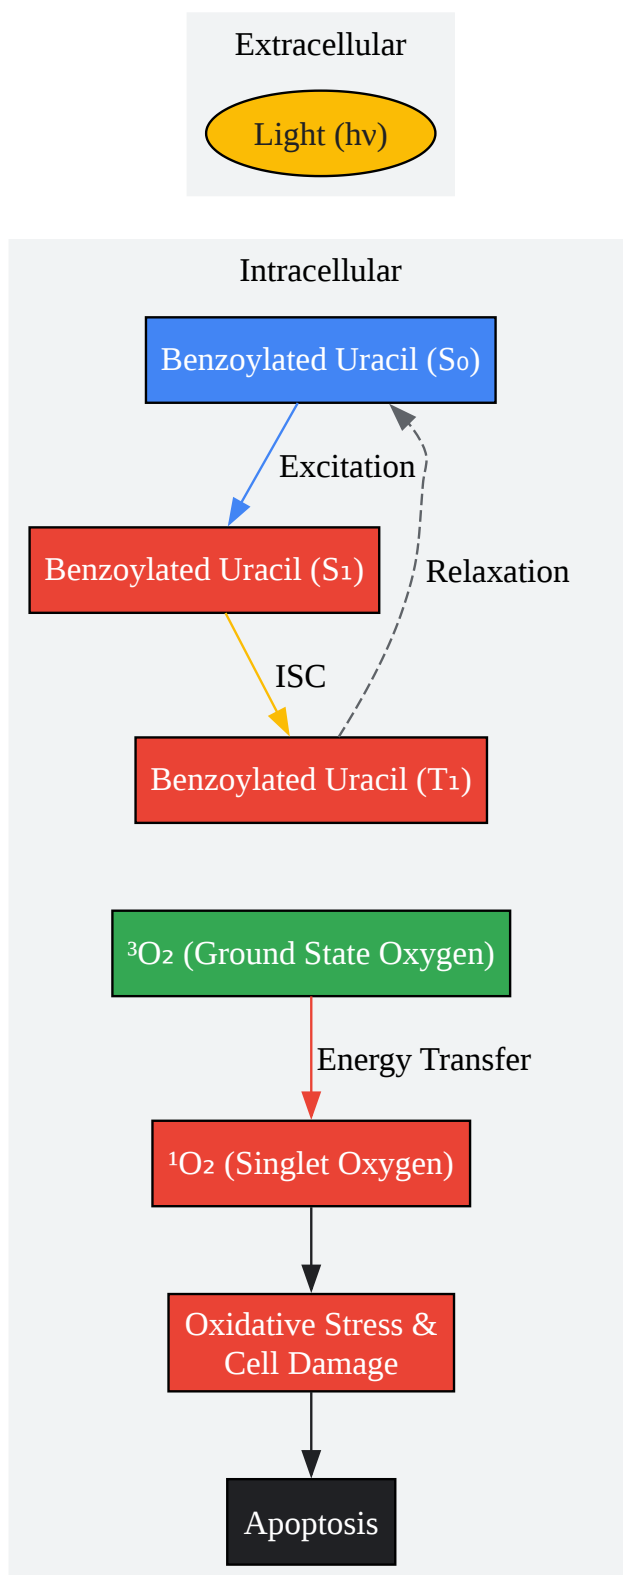 Extracellular
Light (hν)
Intracellular
Benzoylated Uracil (S₀)
Excitation
Benzoylated Uracil (S₁)
Relaxation
ISC
Benzoylated Uracil (T₁)
³O₂ (Ground State Oxygen)
Energy Transfer
¹O₂ (Singlet Oxygen)
Oxidative Stress &
Cell Damage
Apoptosis